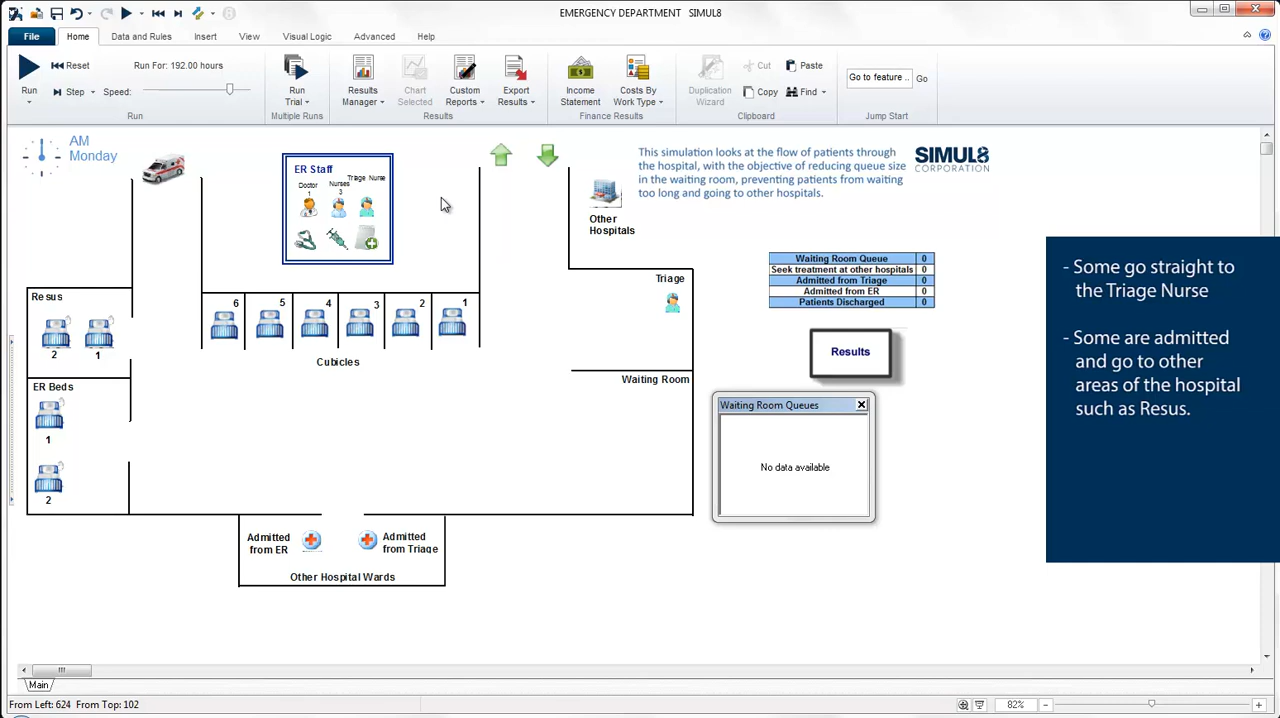 EMERGENCY DEPARTMENT SIMUL8
File Home Data and Rules Insert View Visual Logic Advanced Help
Run Reset Run For: 192.00 hours
Step Speed:
Run
Run Trial
Multiple Runs
Results Manager
Chart Selected
Custom Reports
Export Results
Results
Income Statement
Costs By Work Type
Finance Results
Duplication Wizard
Cut Paste
Copy Find
Clipboard
Go to feature .. Go
Jump Start
AM
Monday
ER Staff
Doctor
1
Nurses
3
Triage Nurse
This simulation looks at the flow of patients through
the hospital, with the objective of reducing queue size
in the waiting room, preventing patients from waiting
too long and going to other hospitals.
SIMUL8
CORPORATION
Other
Hospitals
Waiting Room Queue 0
Seek treatment at other hospitals 0
Admitted from Triage 0
Admitted from ER 0
Patients Discharged 0
- Some go straight to
the Triage Nurse
- Some are admitted
and go to other
areas of the hospital
such as Resus.
Triage
Resus
2 1
6 5 4 3 2 1
Cubicles
Results
Waiting Room
ER Beds
1
2
Waiting Room Queues
No data available
Admitted
from ER
Admitted
from Triage
Other Hospital Wards
Main
From Left: 624 From Top: 102
82%